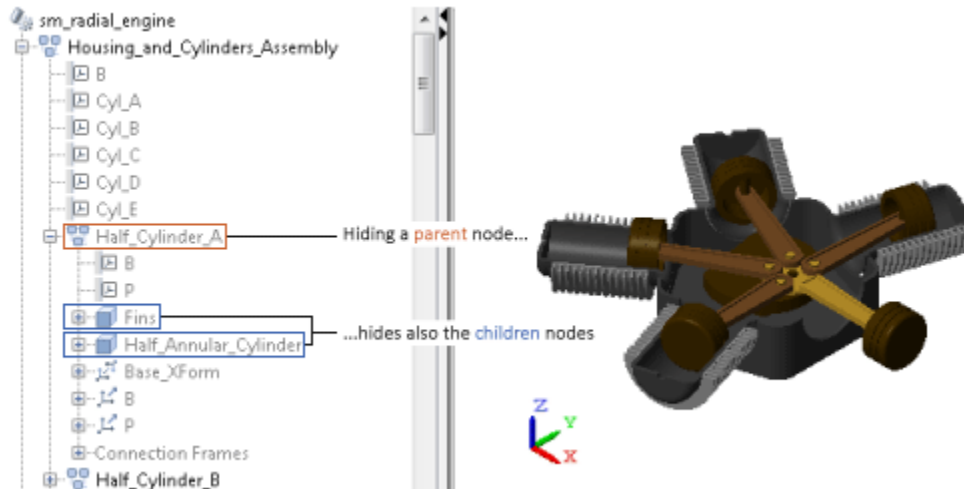 sm_radial_engine
Housing_and_Cylinders_Assembly
B
Cyl_A
Cyl_B
Cyl_C
Cyl_D
Cyl_E
Half_Cylinder_A
Hiding a parent node...
B
P
Fins
...hides also the children nodes
Half_Annular_Cylinder
Base_XForm
B
P
Connection Frames
Half_Cylinder_B
Z
Y
X